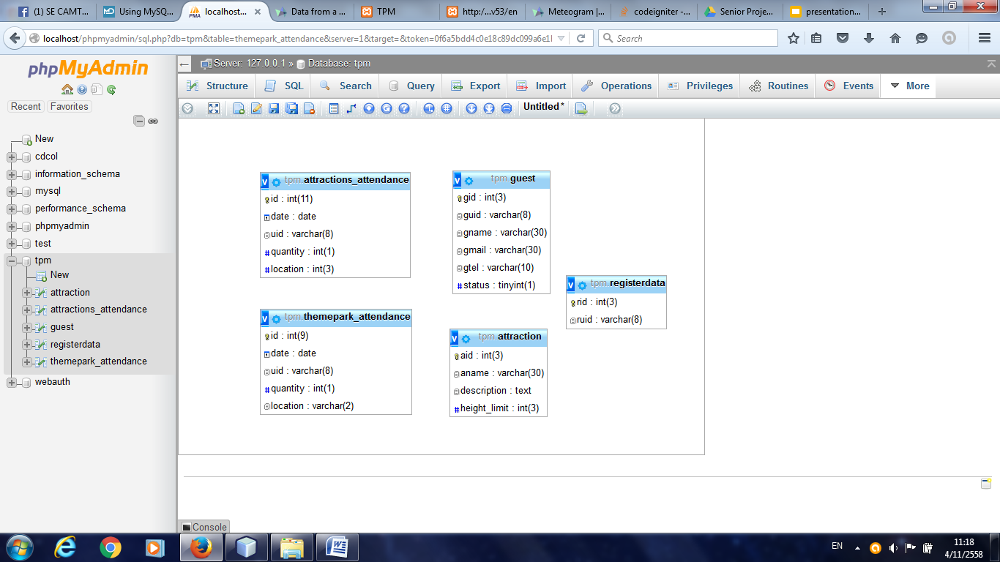 (1) SE CAMT...
Using MySQ...
localhost...
Data from a ...
TPM
http:/...v53/en
Meteogram |...
codeigniter -...
Senior Proje...
presentation...
localhost/phpmyadmin/sql.php?db=tpm&table=themepark_attendance&server=1&target=&token=0f6a5bdd4c0e18c89dc099a6e1
Search
phpMyAdmin
Recent
Favorites
New
cdcol
information_schema
mysql
performance_schema
phpmyadmin
test
tpm
New
attraction
attractions_attendance
guest
registerdata
themepark_attendance
webauth
Server: 127.0.0.1 » Database: tpm
Structure
SQL
Search
Query
Export
Import
Operations
Privileges
Routines
Events
More
Untitled *
v tpm.attractions_attendance
id : int(11)
date : date
uid : varchar(8)
# quantity : int(1)
# location : int(3)
v tpm.guest
gid : int(3)
guid : varchar(8)
gname : varchar(30)
gmail : varchar(30)
gtel : varchar(10)
# status : tinyint(1)
v tpm.registerdata
rid : int(3)
ruid : varchar(8)
v tpm.themepark_attendance
id : int(9)
date : date
uid : varchar(8)
# quantity : int(1)
location : varchar(2)
v tpm.attraction
aid : int(3)
aname : varchar(30)
description : text
# height_limit : int(3)
Console
EN
11:18
4/11/2558